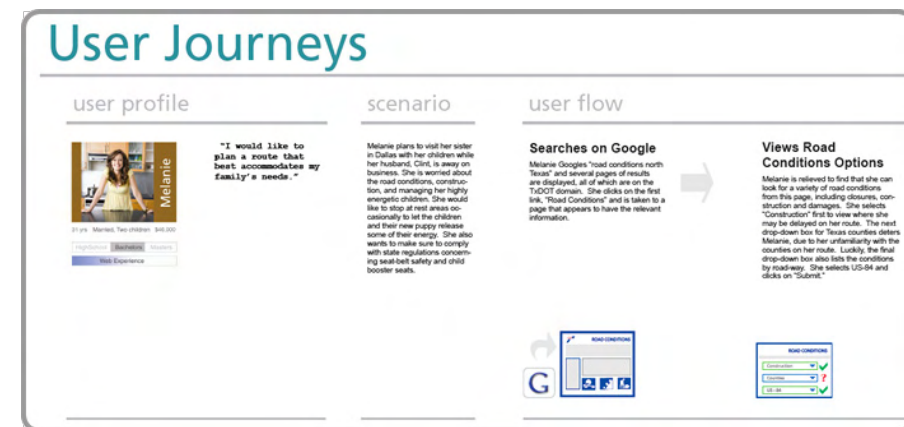 User Journeys
user profile
scenario
user flow
Melanie
"I would like to
plan a route that
best accommodates my
family's needs."
31 yrs Married, Two children $46,000
HighSchool Bachelors Masters
Web Experience
Melanie plans to visit her sister
in Dallas with her children while
her husband, Clint, is away on
business. She is worried about
the road conditions, construc-
tion, and managing her highly
energetic children. She would
like to stop at rest areas oc-
casionally to let the children
and their new puppy release
some of their energy. She also
wants to make sure to comply
with state regulations concern-
ing seat-belt safety and child
booster seats.
Searches on Google
Melanie Googles "road conditions north
Texas" and several pages of results
are displayed, all of which are on the
TxDOT domain. She clicks on the first
link, "Road Conditions" and is taken to a
page that appears to have the relevant
information.
G
ROAD CONDITIONS
Views Road
Conditions Options
Melanie is relieved to find that she can
look for a variety of road conditions
from this page, including closures, con-
struction and damages. She selects
"Construction" first to view where she
may be delayed on her route. The next
drop-down box for Texas counties deters
Melanie, due to her unfamiliarity with the
counties on her route. Luckily, the final
drop-down box also lists the conditions
by road-way. She selects US-84 and
clicks on "Submit."
ROAD CONDITIONS
Construction
Counties ?
US - 84